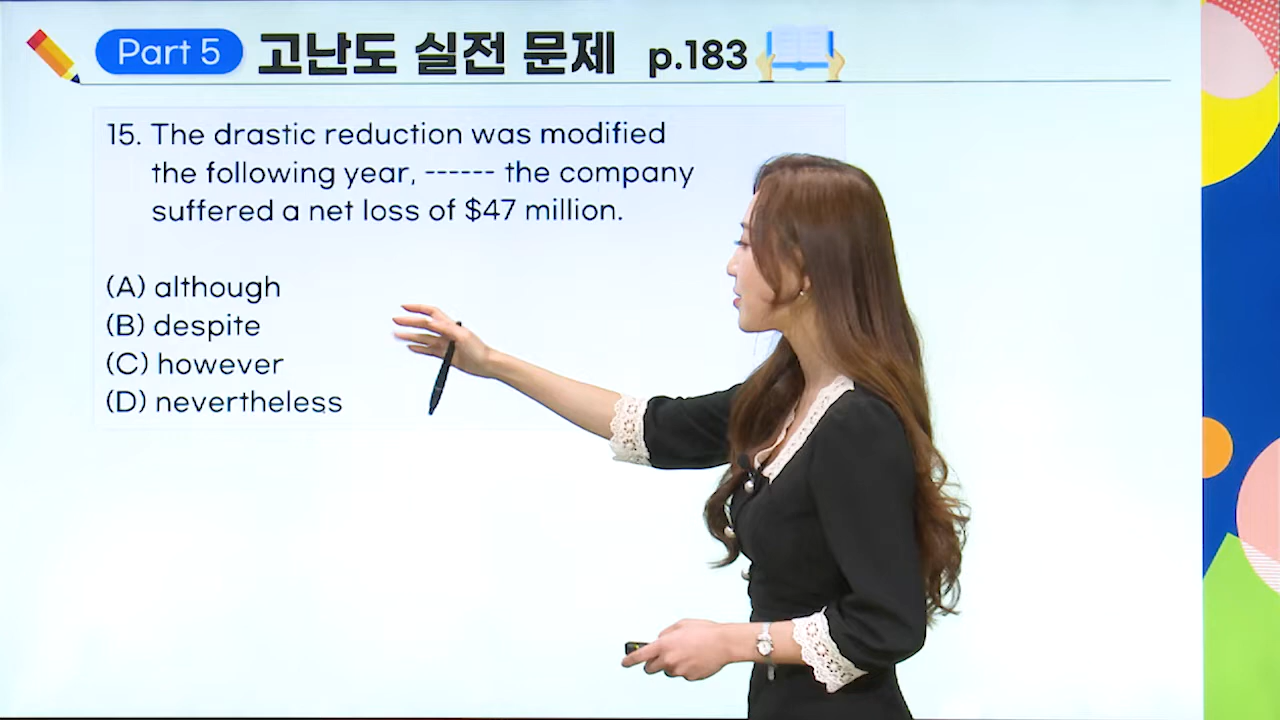 Part 5 고난도 실전 문제 p.183
15. The drastic reduction was modified
the following year, ------ the company
suffered a net loss of $47 million.
(A) although
(B) despite
(C) however
(D) nevertheless